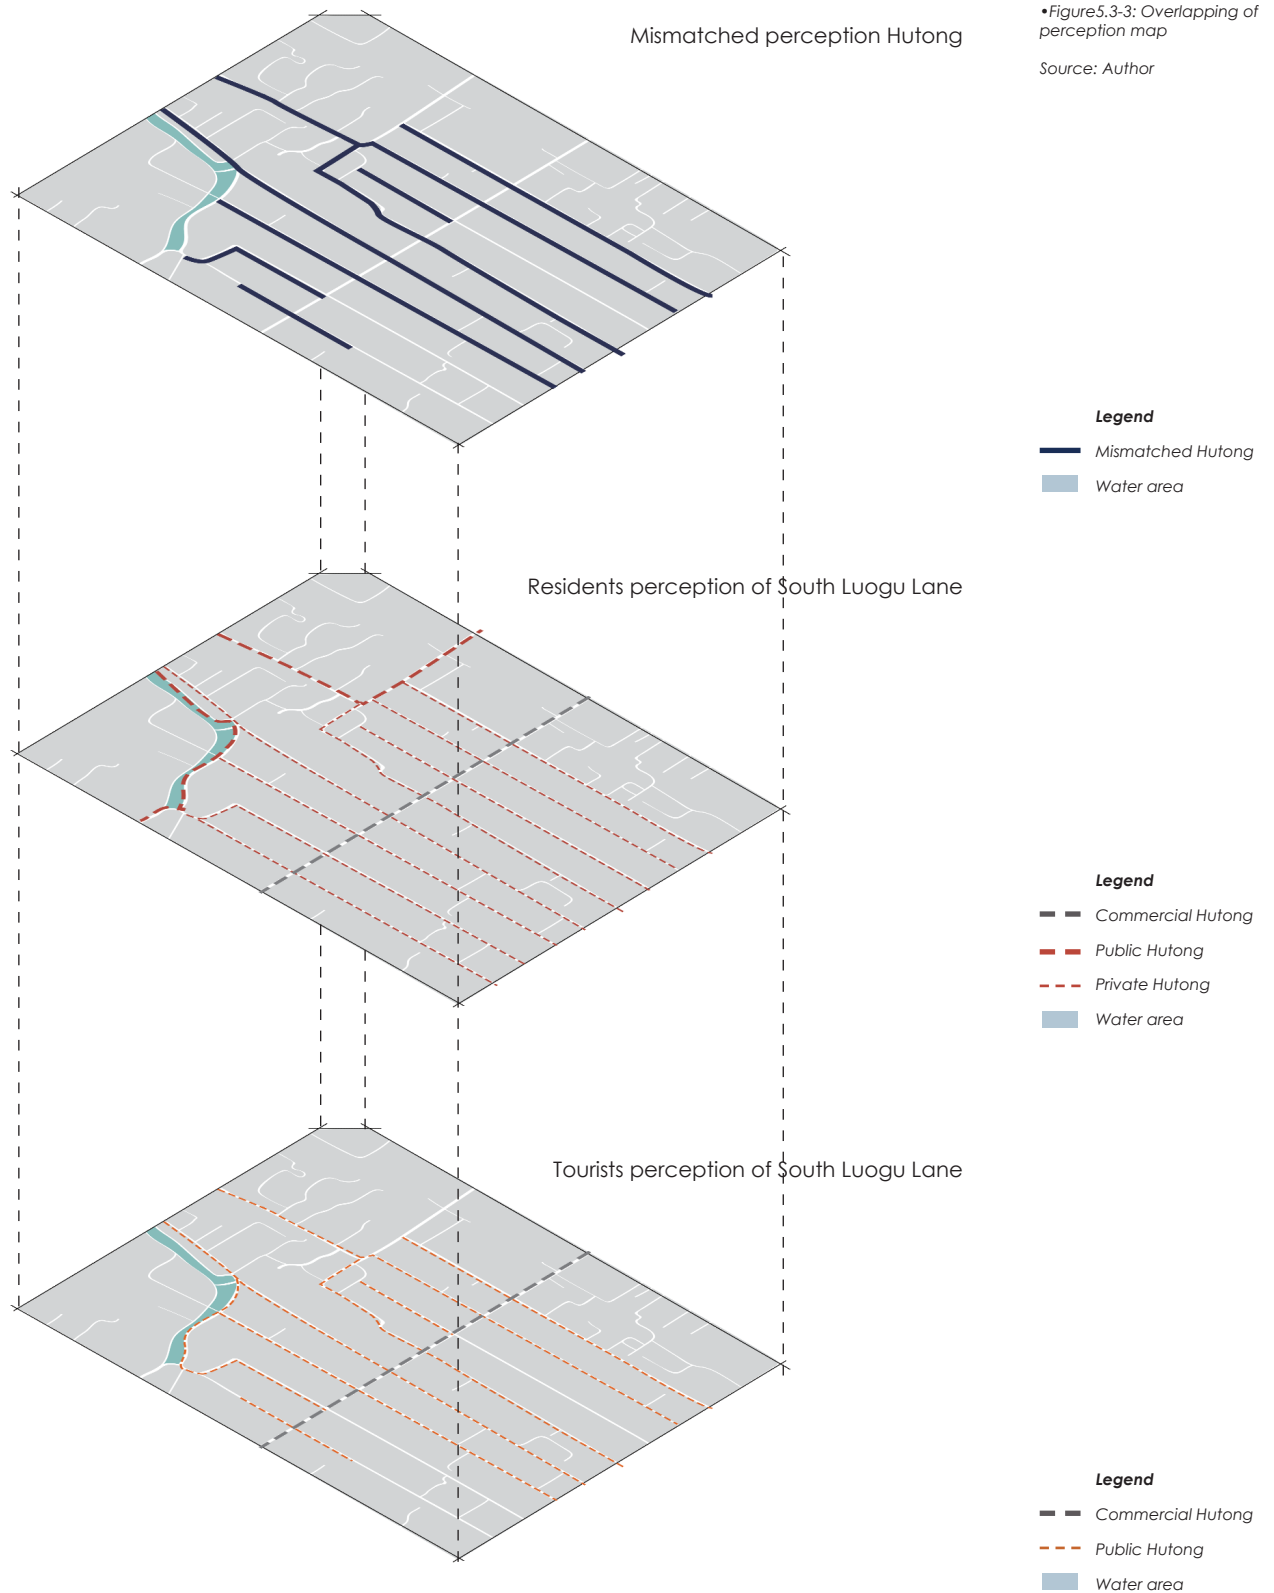 •Figure5.3-3: Overlapping of
perception map
Source: Author
Mismatched perception Hutong
Legend
Mismatched Hutong
Water area
Residents perception of South Luogu Lane
Legend
Commercial Hutong
Public Hutong
Private Hutong
Water area
Tourists perception of South Luogu Lane
Legend
Commercial Hutong
Public Hutong
Water area